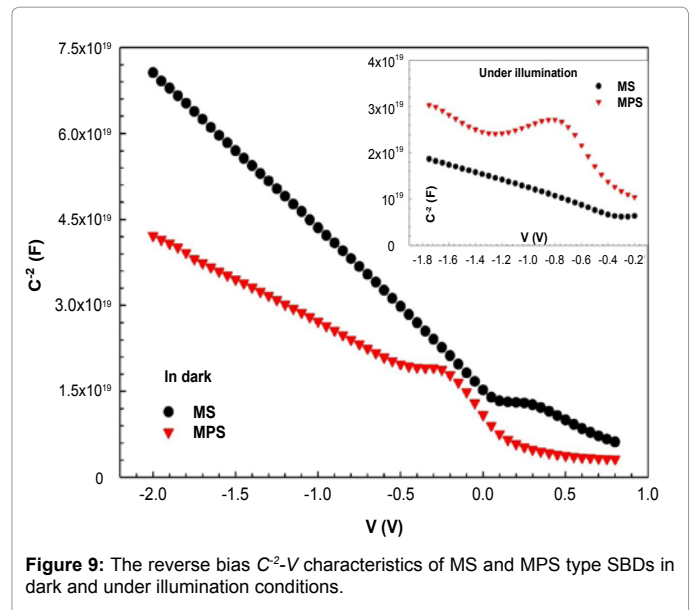 7.5x10¹⁹
6.0x10¹⁹
4.5x10¹⁹
3.0x10¹⁹
1.5x10¹⁹
0
C⁻² (F)
-2.0 -1.5 -1.0 -0.5 0.0 0.5 1.0
V (V)
In dark
MS
MPS
4x10¹⁹
3x10¹⁹
2x10¹⁹
1x10¹⁹
0
C⁻² (F)
Under illumination
MS
MPS
V (V)
-1.8 -1.6 -1.4 -1.2 -1.0 -0.8 -0.6 -0.4 -0.2
Figure 9: The reverse bias C⁻²-V characteristics of MS and MPS type SBDs in
dark and under illumination conditions.